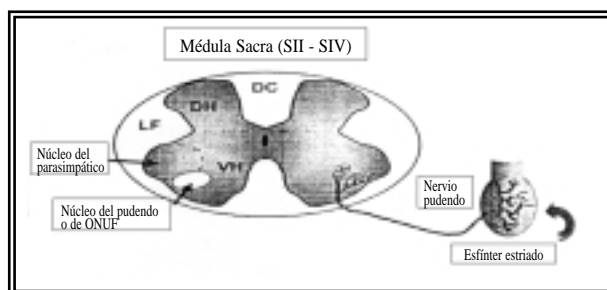 Médula Sacra (SII - SIV)
DC
DH
LF
VH
Núcleo del
parasimpático
Núcleo del pudendo
o de ONUF
Nervio
pudendo
Esfínter estriado